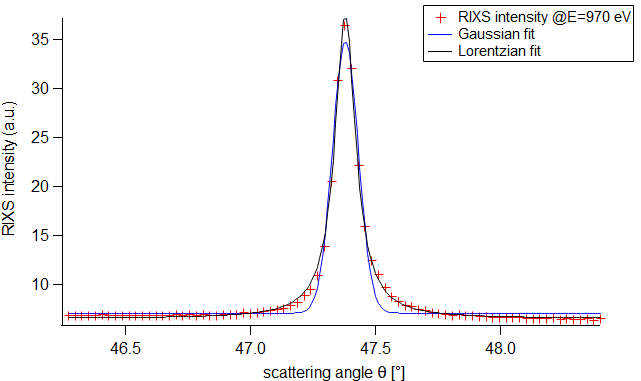 RIXS intensity @E=970 eV
Gaussian fit
Lorentzian fit
35
30
25
20
15
10
RIXS intensity (a.u.)
46.5 47.0 47.5 48.0
scattering angle θ [°]